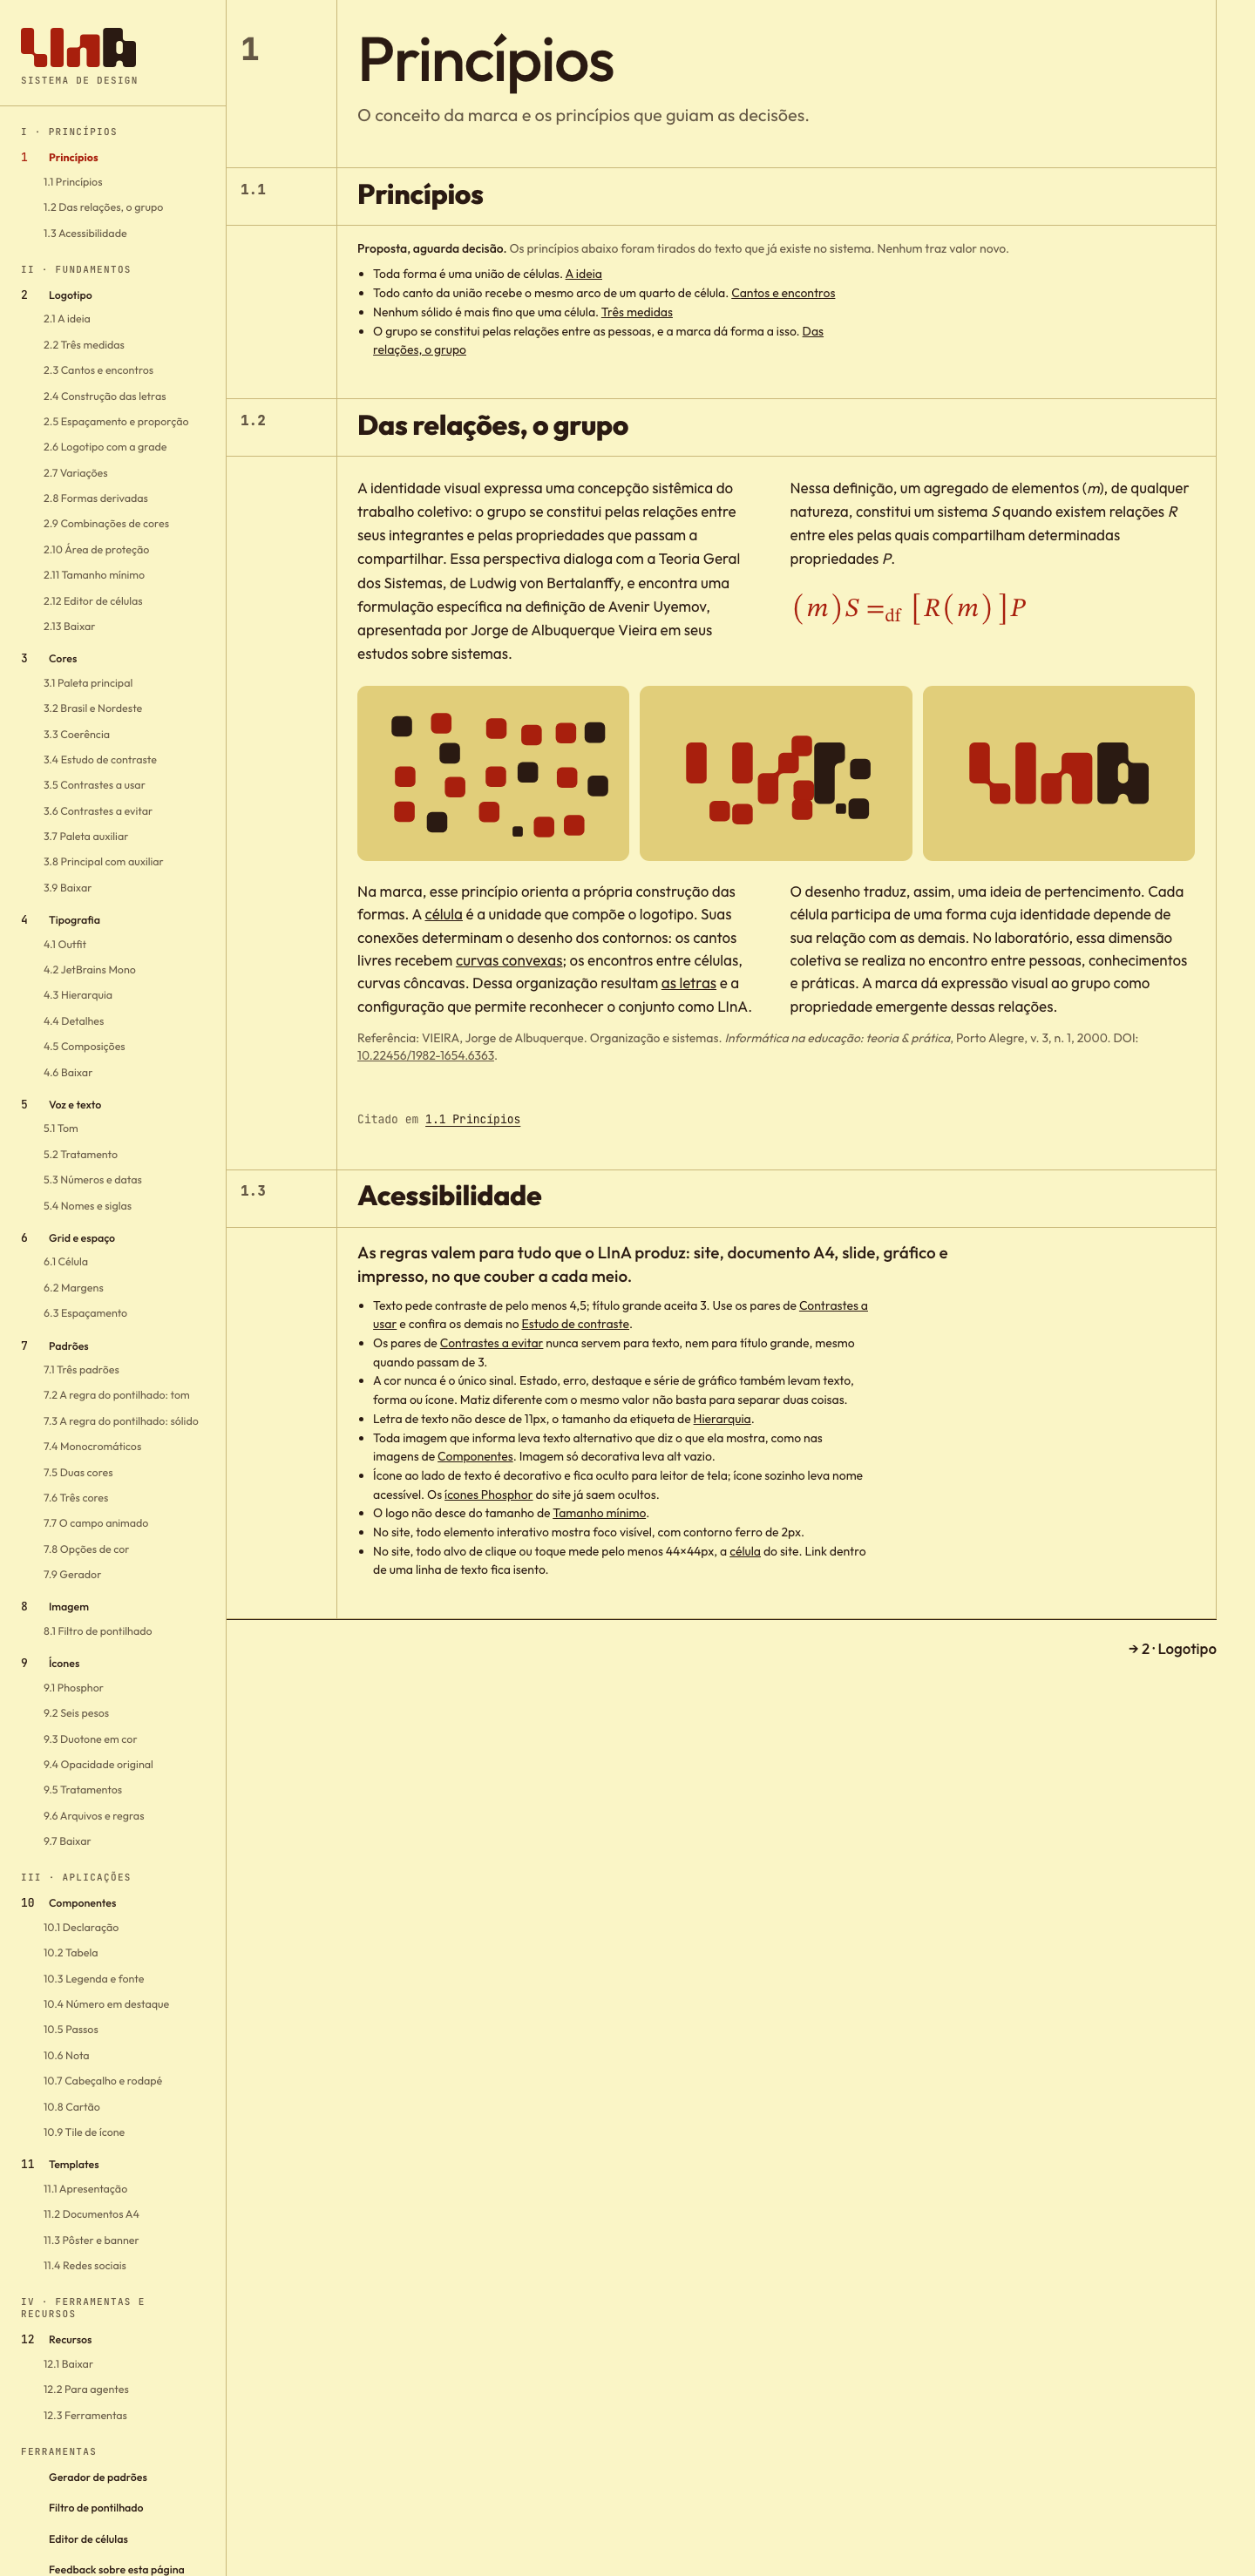 LInA
SISTEMA DE DESIGN
I · PRINCÍPIOS
1 Princípios
1.1 Princípios
1.2 Das relações, o grupo
1.3 Acessibilidade
II · FUNDAMENTOS
2 Logotipo
2.1 A ideia
2.2 Três medidas
2.3 Cantos e encontros
2.4 Construção das letras
2.5 Espaçamento e proporção
2.6 Logotipo com a grade
2.7 Variações
2.8 Formas derivadas
2.9 Combinações de cores
2.10 Área de proteção
2.11 Tamanho mínimo
2.12 Editor de células
2.13 Baixar
3 Cores
3.1 Paleta principal
3.2 Brasil e Nordeste
3.3 Coerência
3.4 Estudo de contraste
3.5 Contrastes a usar
3.6 Contrastes a evitar
3.7 Paleta auxiliar
3.8 Principal com auxiliar
3.9 Baixar
4 Tipografia
4.1 Outfit
4.2 JetBrains Mono
4.3 Hierarquia
4.4 Detalhes
4.5 Composições
4.6 Baixar
5 Voz e texto
5.1 Tom
5.2 Tratamento
5.3 Números e datas
5.4 Nomes e siglas
6 Grid e espaço
6.1 Célula
6.2 Margens
6.3 Espaçamento
7 Padrões
7.1 Três padrões
7.2 A regra do pontilhado: tom
7.3 A regra do pontilhado: sólido
7.4 Monocromáticos
7.5 Duas cores
7.6 Três cores
7.7 O campo animado
7.8 Opções de cor
7.9 Gerador
8 Imagem
8.1 Filtro de pontilhado
9 Ícones
9.1 Phosphor
9.2 Seis pesos
9.3 Duotone em cor
9.4 Opacidade original
9.5 Tratamentos
9.6 Arquivos e regras
9.7 Baixar
III · APLICAÇÕES
10 Componentes
10.1 Declaração
10.2 Tabela
10.3 Legenda e fonte
10.4 Número em destaque
10.5 Passos
10.6 Nota
10.7 Cabeçalho e rodapé
10.8 Cartão
10.9 Tile de ícone
11 Templates
11.1 Apresentação
11.2 Documentos A4
11.3 Pôster e banner
11.4 Redes sociais
IV · FERRAMENTAS E
RECURSOS
12 Recursos
12.1 Baixar
12.2 Para agentes
12.3 Ferramentas
FERRAMENTAS
Gerador de padrões
Filtro de pontilhado
Editor de células
Feedback sobre esta página
1
Princípios
O conceito da marca e os princípios que guiam as decisões.
1.1
Princípios
Proposta, aguarda decisão. Os princípios abaixo foram tirados do texto que já existe no sistema. Nenhum traz valor novo.
• Toda forma é uma união de células. A ideia
• Todo canto da união recebe o mesmo arco de um quarto de célula. Cantos e encontros
• Nenhum sólido é mais fino que uma célula. Três medidas
• O grupo se constitui pelas relações entre as pessoas, e a marca dá forma a isso. Das
relações, o grupo
1.2
Das relações, o grupo
A identidade visual expressa uma concepção sistêmica do
trabalho coletivo: o grupo se constitui pelas relações entre
seus integrantes e pelas propriedades que passam a
compartilhar. Essa perspectiva dialoga com a Teoria Geral
dos Sistemas, de Ludwig von Bertalanffy, e encontra uma
formulação específica na definição de Avenir Uyemov,
apresentada por Jorge de Albuquerque Vieira em seus
estudos sobre sistemas.
Nessa definição, um agregado de elementos (m), de qualquer
natureza, constitui um sistema S quando existem relações R
entre eles pelas quais compartilham determinadas
propriedades P.
(m)S =df [R(m)]P
LInA
Na marca, esse princípio orienta a própria construção das
formas. A célula é a unidade que compõe o logotipo. Suas
conexões determinam o desenho dos contornos: os cantos
livres recebem curvas convexas; os encontros entre células,
curvas côncavas. Dessa organização resultam as letras e a
configuração que permite reconhecer o conjunto como LInA.
O desenho traduz, assim, uma ideia de pertencimento. Cada
célula participa de uma forma cuja identidade depende de
sua relação com as demais. No laboratório, essa dimensão
coletiva se realiza no encontro entre pessoas, conhecimentos
e práticas. A marca dá expressão visual ao grupo como
propriedade emergente dessas relações.
Referência: VIEIRA, Jorge de Albuquerque. Organização e sistemas. Informática na educação: teoria & prática, Porto Alegre, v. 3, n. 1, 2000. DOI:
10.22456/1982-1654.6363.
Citado em 1.1 Princípios
1.3
Acessibilidade
As regras valem para tudo que o LInA produz: site, documento A4, slide, gráfico e
impresso, no que couber a cada meio.
• Texto pede contraste de pelo menos 4,5; título grande aceita 3. Use os pares de Contrastes a
usar e confira os demais no Estudo de contraste.
• Os pares de Contrastes a evitar nunca servem para texto, nem para título grande, mesmo
quando passam de 3.
• A cor nunca é o único sinal. Estado, erro, destaque e série de gráfico também levam texto,
forma ou ícone. Matiz diferente com o mesmo valor não basta para separar duas coisas.
• Letra de texto não desce de 11px, o tamanho da etiqueta de Hierarquia.
• Toda imagem que informa leva texto alternativo que diz o que ela mostra, como nas
imagens de Componentes. Imagem só decorativa leva alt vazio.
• Ícone ao lado de texto é decorativo e fica oculto para leitor de tela; ícone sozinho leva nome
acessível. Os ícones Phosphor do site já saem ocultos.
• O logo não desce do tamanho de Tamanho mínimo.
• No site, todo elemento interativo mostra foco visível, com contorno ferro de 2px.
• No site, todo alvo de clique ou toque mede pelo menos 44×44px, a célula do site. Link dentro
de uma linha de texto fica isento.
→ 2 · Logotipo